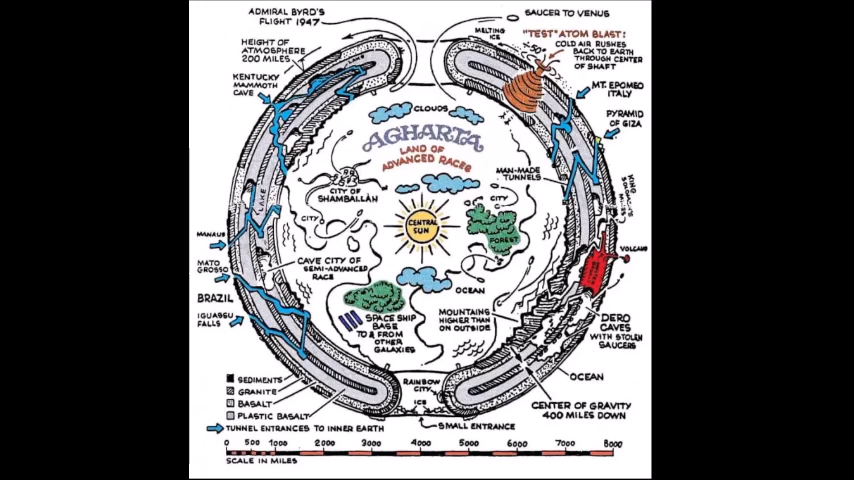 ADMIRAL BYRD'S
FLIGHT 1947
SAUCER TO VENUS
MELTING
ICE
"TEST" ATOM BLAST!
COLD AIR RUSHES
BACK TO EARTH
THROUGH CENTER
OF SHAFT
-50°
HEIGHT OF
ATMOSPHERE
200 MILES
KENTUCKY
MAMMOTH
CAVE
MT. EPOMEO
ITALY
PYRAMID
OF GIZA
CLOUDS
AGHARTA
LAND OF
ADVANCED RACES
MAN-MADE
TUNNELS
KING
SOLOMON'S
MINES
CITY OF
SHAMBALLAH
CITY
CITY
LAKE
CENTRAL
SUN
FOREST
MANAUS
VOLCANO
MATO
GROSSO
CAVE CITY OF
SEMI-ADVANCED
RACE
OCEAN
BRAZIL
IGUASSU
FALLS
SPACE SHIP
BASE
TO & FROM
OTHER
GALAXIES
MOUNTAINS
HIGHER THAN
ON OUTSIDE
DERO
CAVES
WITH STOLEN
SAUCERS
OCEAN
RAINBOW
CITY
ICE
SEDIMENTS
GRANITE
BASALT
PLASTIC BASALT
CENTER OF GRAVITY
400 MILES DOWN
TUNNEL ENTRANCES TO INNER EARTH
SMALL ENTRANCE
0 500 1000 2000 3000 4000 5000 6000 7000 8000
SCALE IN MILES